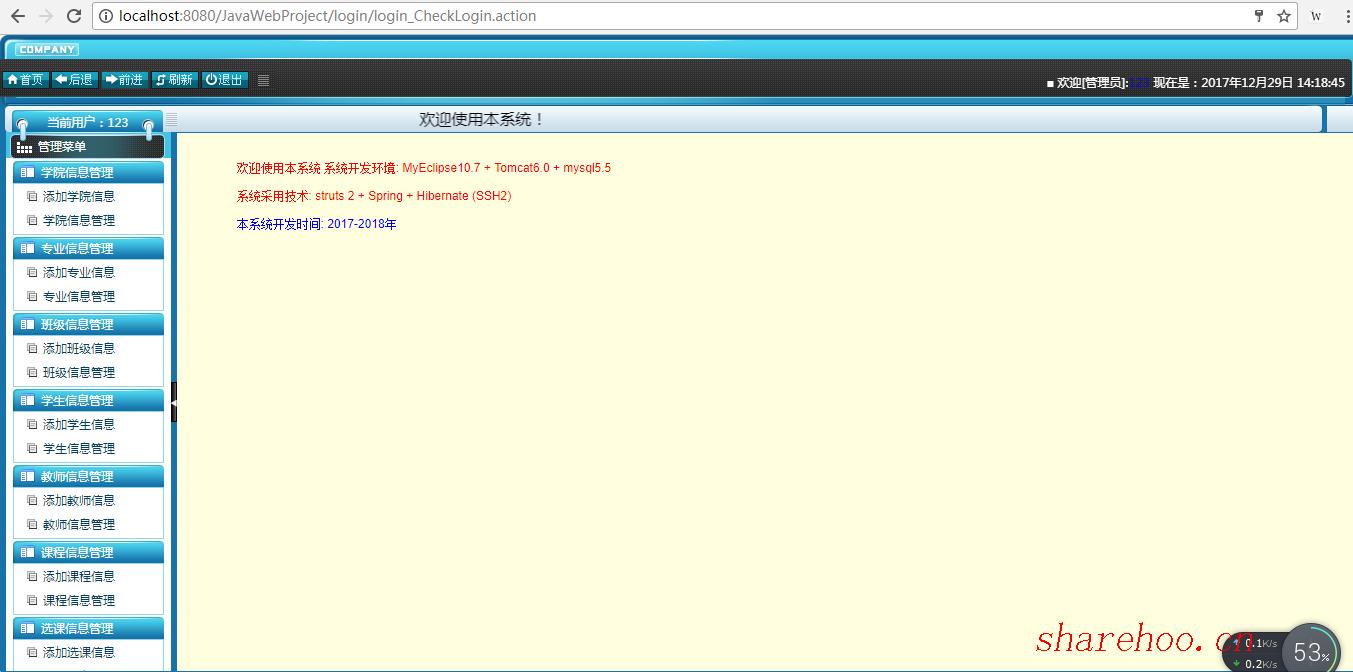 localhost:8080/JavaWebProject/login/login_CheckLogin.action
W
COMPANY
首页 后退 前进 刷新 退出
■ 欢迎[管理员]:123 现在是：2017年12月29日 14:18:45
当前用户：123
欢迎使用本系统！
管理菜单
学院信息管理
添加学院信息
学院信息管理
专业信息管理
添加专业信息
专业信息管理
班级信息管理
添加班级信息
班级信息管理
学生信息管理
添加学生信息
学生信息管理
教师信息管理
添加教师信息
教师信息管理
课程信息管理
添加课程信息
课程信息管理
选课信息管理
添加选课信息
欢迎使用本系统 系统开发环境: MyEclipse10.7 + Tomcat6.0 + mysql5.5
系统采用技术: struts 2 + Spring + Hibernate (SSH2)
本系统开发时间: 2017-2018年
sharehoo.cn
0.1K/s
0.2K/s
53%